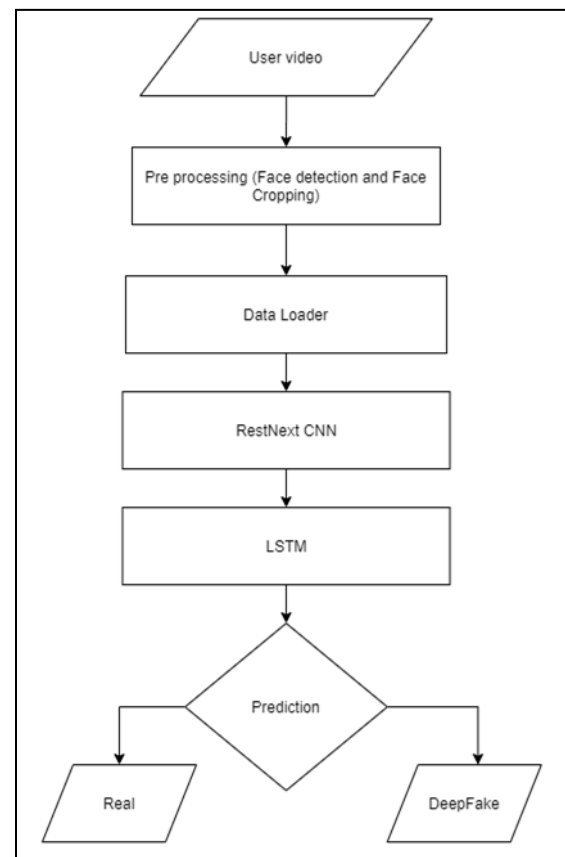 User video
Pre processing (Face detection and Face
Cropping)
Data Loader
RestNext CNN
LSTM
Prediction
Real
DeepFake